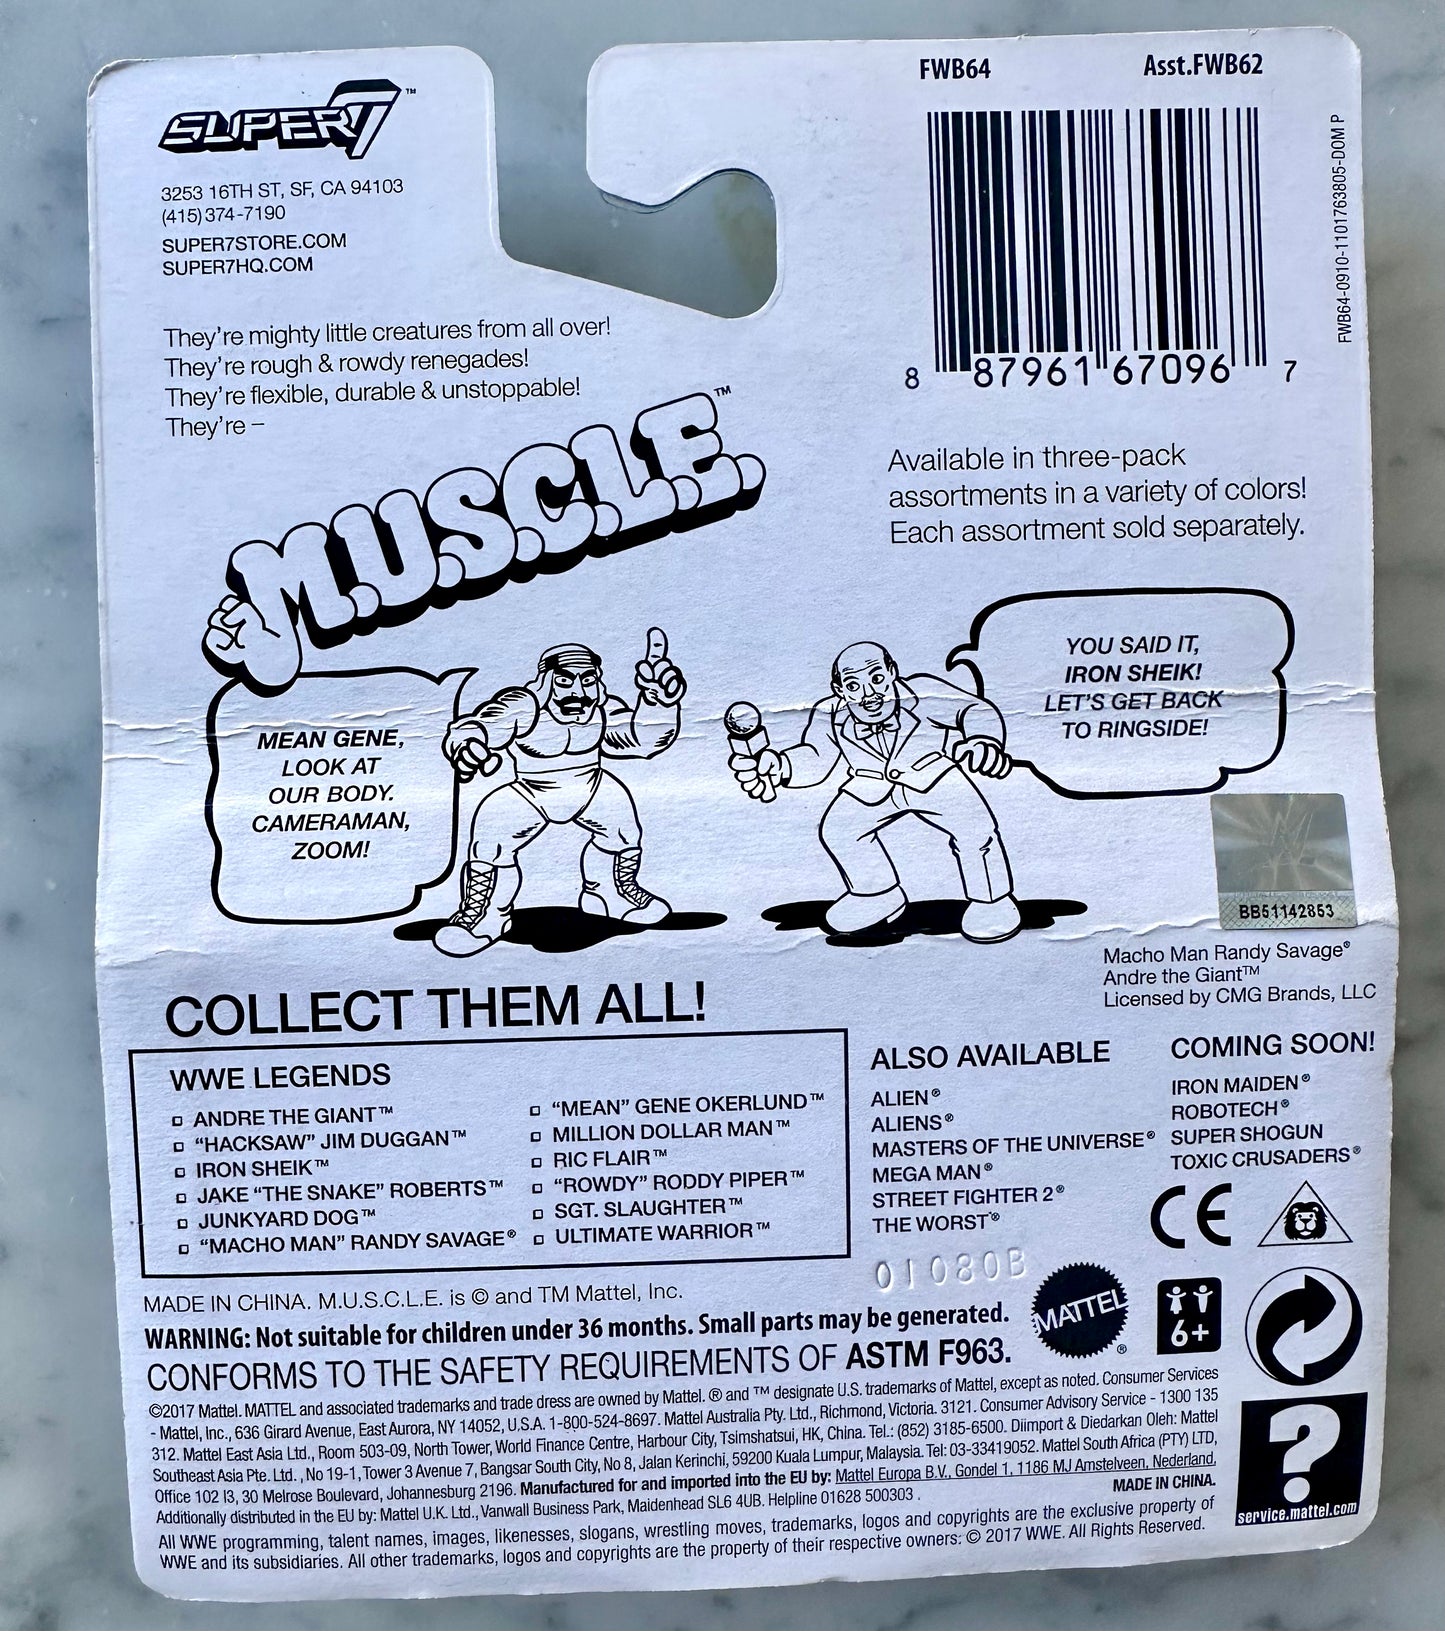 SUPER7™
3253 16TH ST, SF, CA 94103
(415) 374-7190
SUPER7STORE.COM
SUPER7HQ.COM
FWB64
Asst.FWB62
8 87961 67096 7
FWB64-0910-1101763805-DOM P
They're mighty little creatures from all over!
They're rough & rowdy renegades!
They're flexible, durable & unstoppable!
They're –
M.U.S.C.L.E.™
Available in three-pack
assortments in a variety of colors!
Each assortment sold separately.
MEAN GENE,
LOOK AT
OUR BODY.
CAMERAMAN,
ZOOM!
YOU SAID IT,
IRON SHEIK!
LET'S GET BACK
TO RINGSIDE!
W
BB51142853
Macho Man Randy Savage®
Andre the Giant™
Licensed by CMG Brands, LLC
COLLECT THEM ALL!
WWE LEGENDS
ANDRE THE GIANT™
"HACKSAW" JIM DUGGAN™
IRON SHEIK™
JAKE "THE SNAKE" ROBERTS™
JUNKYARD DOG™
"MACHO MAN" RANDY SAVAGE®
"MEAN" GENE OKERLUND™
MILLION DOLLAR MAN™
RIC FLAIR™
"ROWDY" RODDY PIPER™
SGT. SLAUGHTER™
ULTIMATE WARRIOR™
ALSO AVAILABLE
ALIEN®
ALIENS®
MASTERS OF THE UNIVERSE®
MEGA MAN®
STREET FIGHTER 2®
THE WORST®
COMING SOON!
IRON MAIDEN®
ROBOTECH®
SUPER SHOGUN
TOXIC CRUSADERS®
CE
01080B
MADE IN CHINA. M.U.S.C.L.E. is © and TM Mattel, Inc.
WARNING: Not suitable for children under 36 months. Small parts may be generated.
CONFORMS TO THE SAFETY REQUIREMENTS OF ASTM F963.
MATTEL®
6+
©2017 Mattel. MATTEL and associated trademarks and trade dress are owned by Mattel. ® and ™ designate U.S. trademarks of Mattel, except as noted. Consumer Services
- Mattel, Inc., 636 Girard Avenue, East Aurora, NY 14052, U.S.A. 1-800-524-8697. Mattel Australia Pty. Ltd., Richmond, Victoria. 3121. Consumer Advisory Service - 1300 135
312. Mattel East Asia Ltd., Room 503-09, North Tower, World Finance Centre, Harbour City, Tsimshatsui, HK, China. Tel.: (852) 3185-6500. Diimport & Diedarkan Oleh: Mattel
Southeast Asia Pte. Ltd., No 19-1, Tower 3 Avenue 7, Bangsar South City, No 8, Jalan Kerinchi, 59200 Kuala Lumpur, Malaysia. Tel: 03-33419052. Mattel South Africa (PTY) LTD,
Office 102 I3, 30 Melrose Boulevard, Johannesburg 2196. Manufactured for and imported into the EU by: Mattel Europa B.V., Gondel 1, 1186 MJ Amstelveen, Nederland.
Additionally distributed in the EU by: Mattel U.K. Ltd., Vanwall Business Park, Maidenhead SL6 4UB. Helpline 01628 500303.
MADE IN CHINA.
All WWE programming, talent names, images, likenesses, slogans, wrestling moves, trademarks, logos and copyrights are the exclusive property of
WWE and its subsidiaries. All other trademarks, logos and copyrights are the property of their respective owners. © 2017 WWE. All Rights Reserved.
?
service.mattel.com